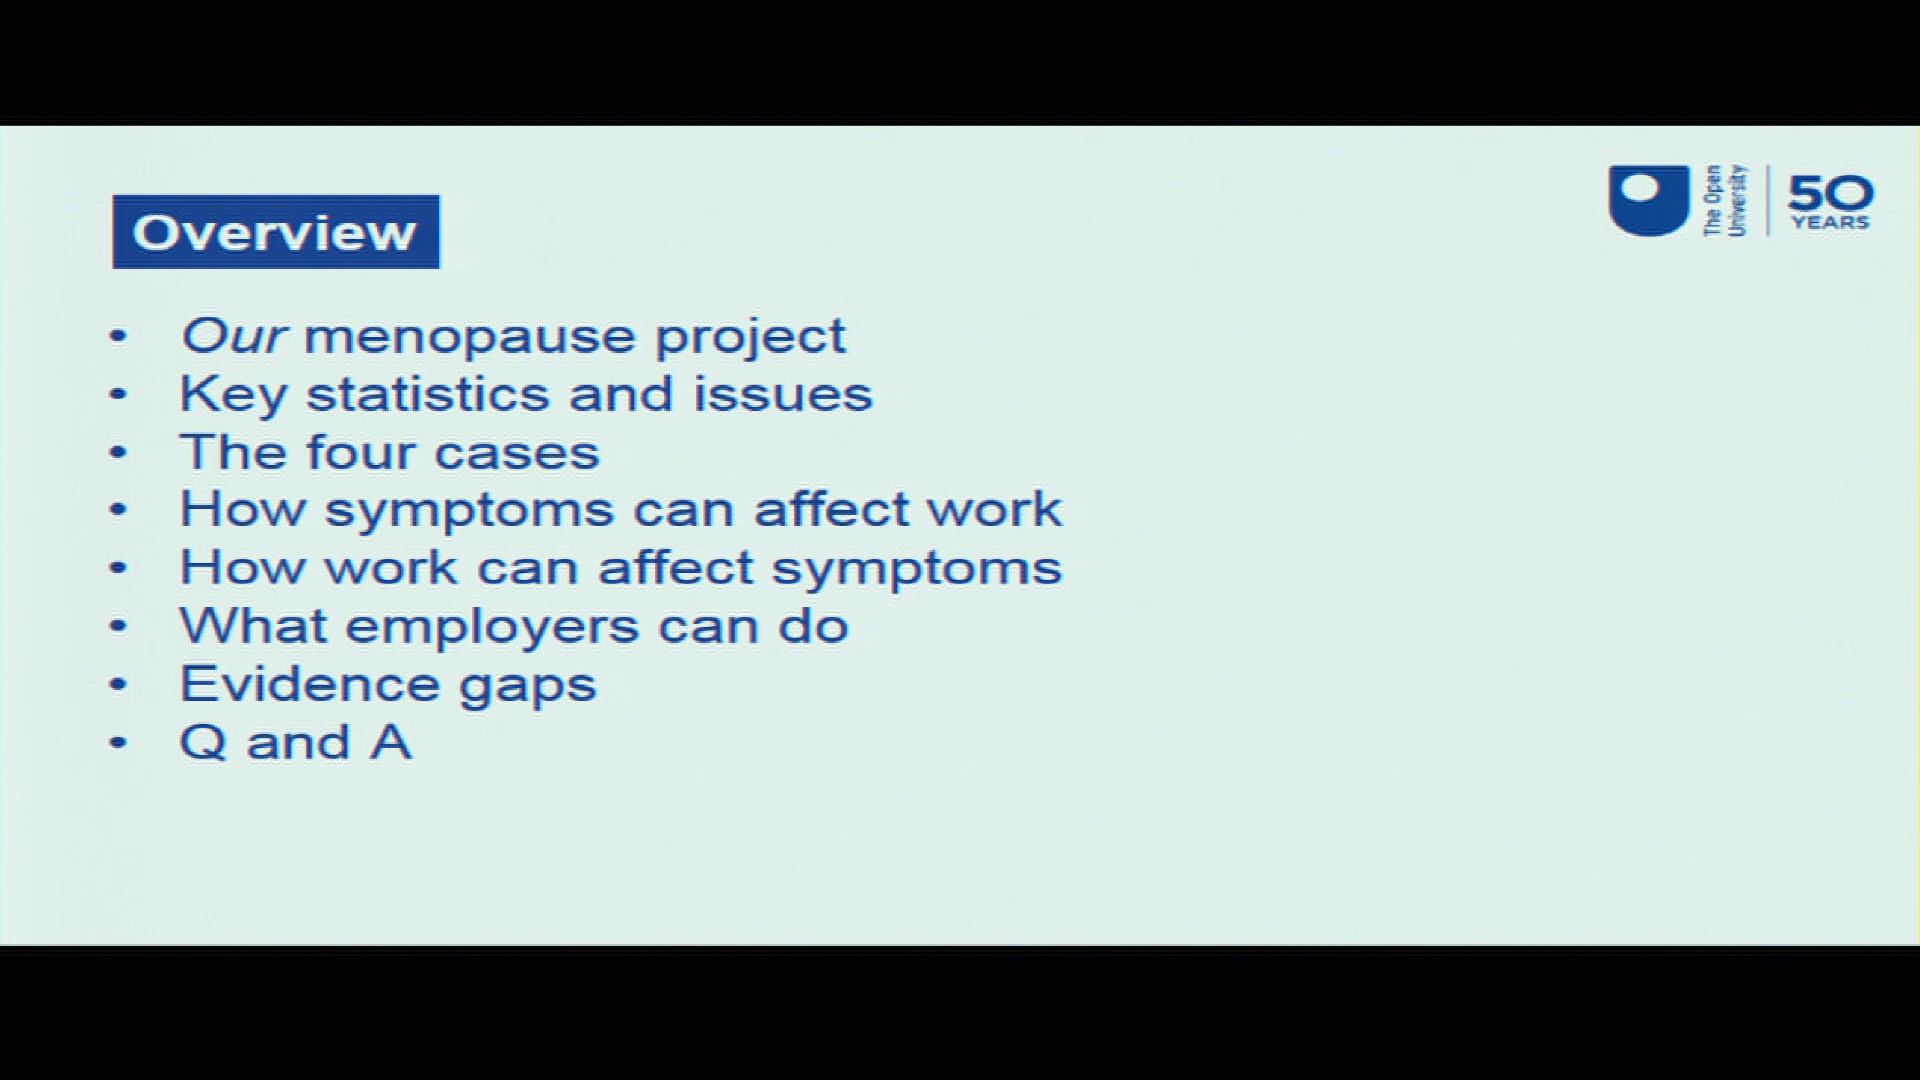 Overview
The Open
University
50
YEARS
• Our menopause project
• Key statistics and issues
• The four cases
• How symptoms can affect work
• How work can affect symptoms
• What employers can do
• Evidence gaps
• Q and A